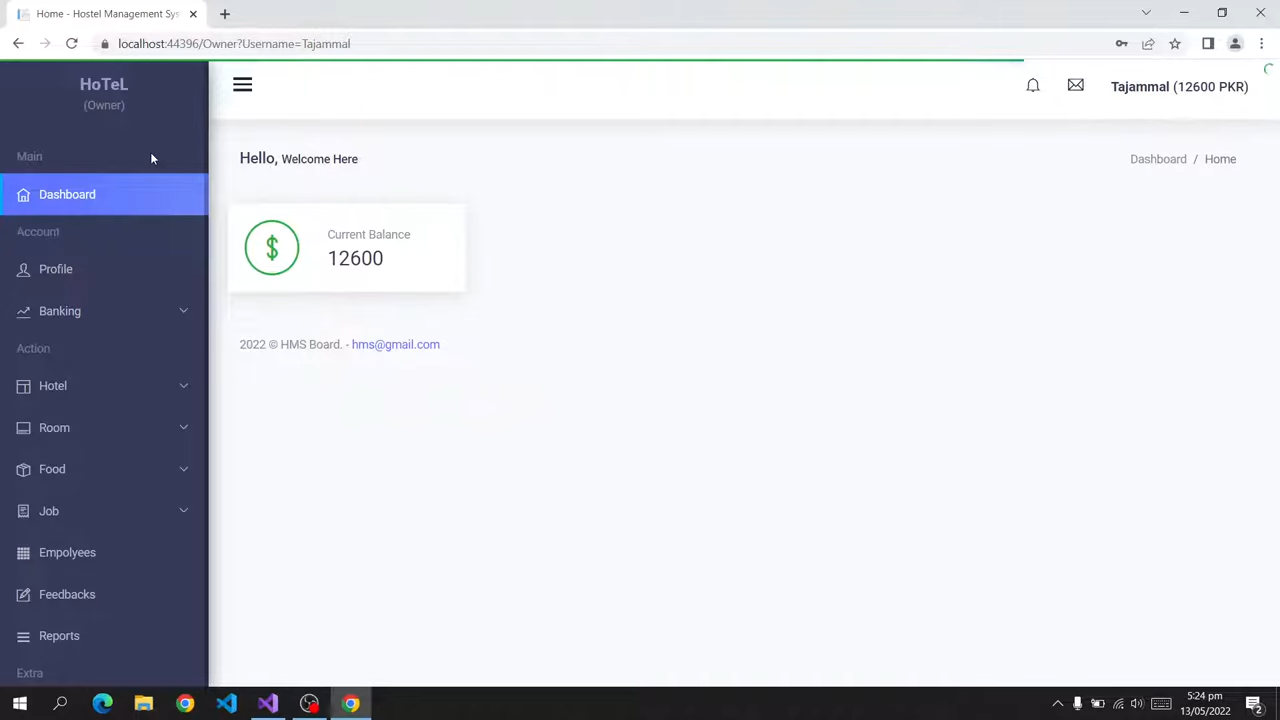 Home - Hostel Management Sys
localhost:44396/Owner?Username=Tajammal
HoTeL
(Owner)
Tajammal (12600 PKR)
Main
Hello, Welcome Here
Dashboard / Home
Dashboard
Account
Current Balance
12600
Profile
Banking
Action
2022 © HMS Board. - hms@gmail.com
Hotel
Room
Food
Job
Empolyees
Feedbacks
Reports
Extra
5:24 pm
13/05/2022
2